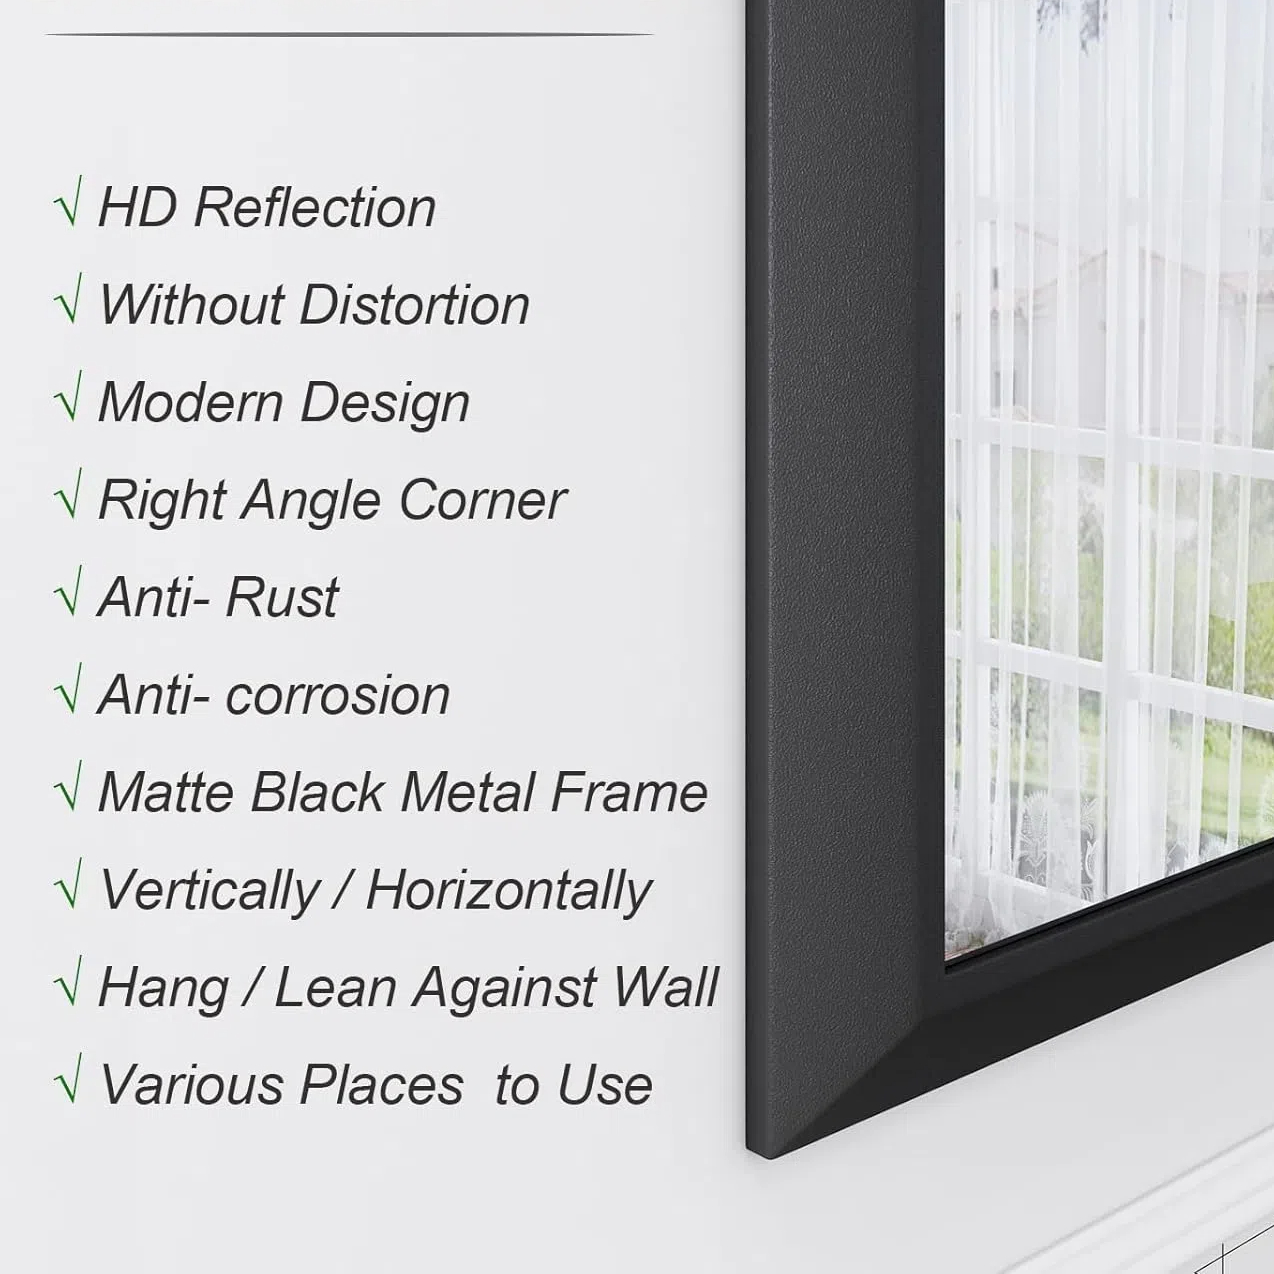 √ HD Reflection
√ Without Distortion
√ Modern Design
√ Right Angle Corner
√ Anti- Rust
√ Anti- corrosion
√ Matte Black Metal Frame
√ Vertically / Horizontally
√ Hang / Lean Against Wall
√ Various Places  to Use